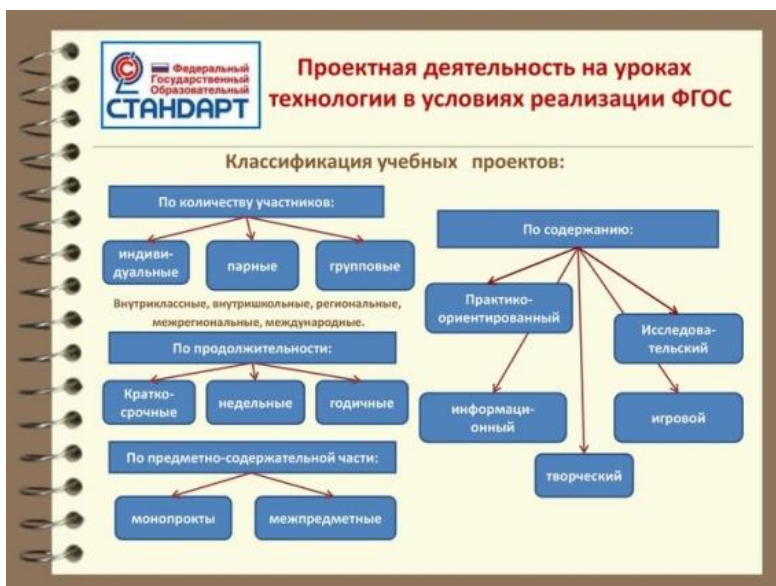 Федеральный
Государственный
Образовательный
СТАНДАРТ
Проектная деятельность на уроках
технологии в условиях реализации ФГОС
Классификация учебных проектов:
По количеству участников:
индиви-
дуальные
парные
групповые
Внутриклассные, внутришкольные, региональные,
межрегиональные, международные.
По продолжительности:
Кратко-
срочные
недельные
годичные
По предметно-содержательной части:
монопрокты
межпредметные
По содержанию:
Практико-
ориентированный
Исследова-
тельский
информаци-
онный
игровой
творческий